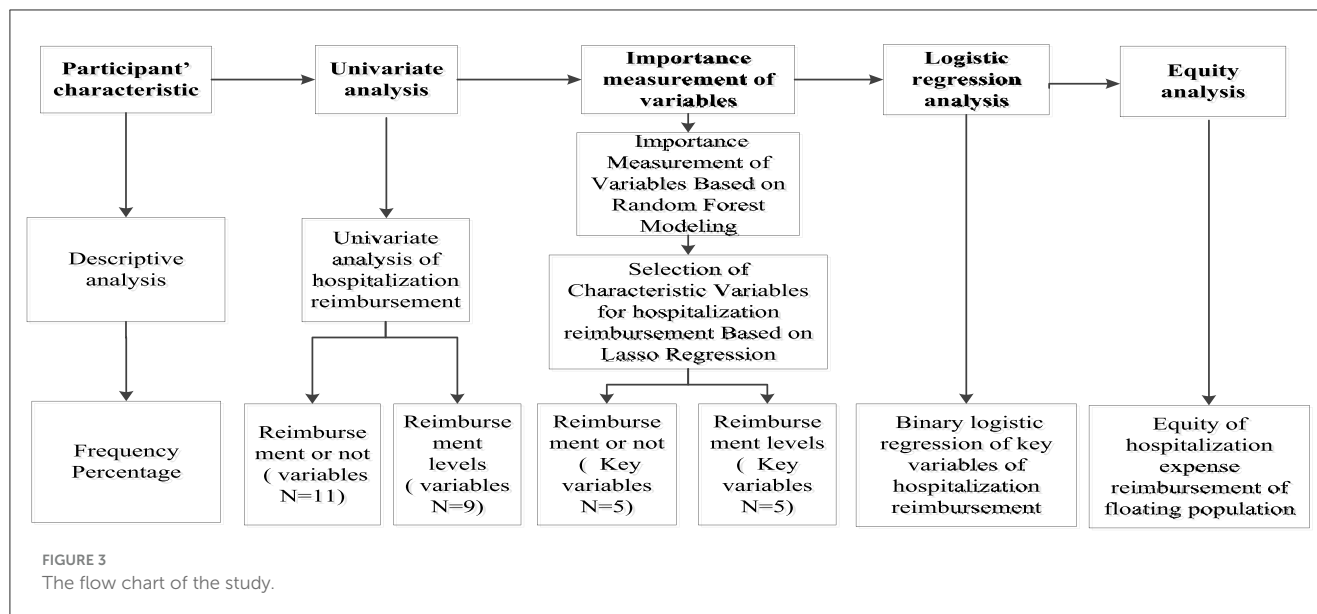 Participant'
characteristic
Univariate
analysis
Importance
measurement of
variables
Logistic
regression
analysis
Equity
analysis
Importance
Measurement of
Variables Based on
Random Forest
Modeling
Descriptive
analysis
Univariate
analysis of
hospitalization
reimbursement
Selection of
Characteristic Variables
for hospitalization
reimbursement Based on
Lasso Regression
Frequency
Percentage
Reimburse
ment or not
( variables
N=11)
Reimburse
ment
levels
( variables
N=9)
Reimburse
ment or
not ( Key
variables
N=5)
Reimburse
ment levels
( Key
variables
N=5)
Binary logistic
regression of key
variables of
hospitalization
reimbursement
Equity of
hospitalization
expense
reimbursement of
floating population
FIGURE 3
The flow chart of the study.